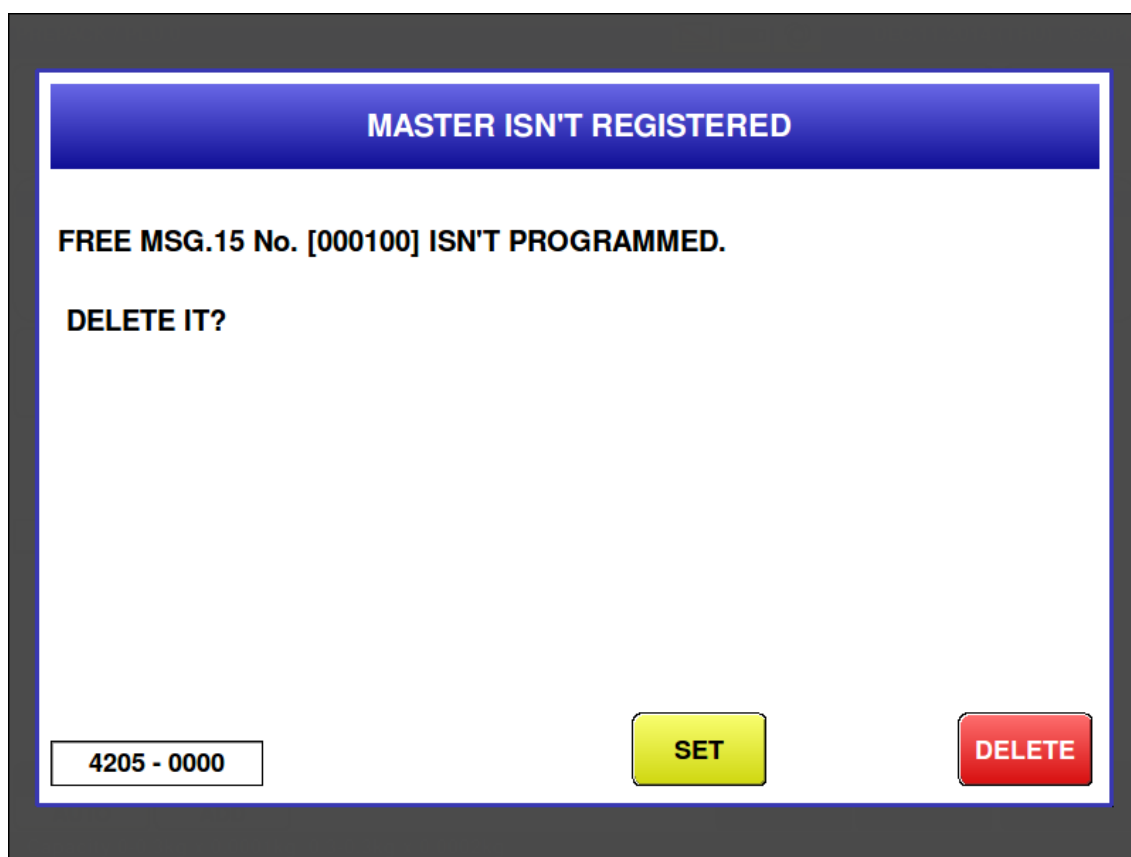 MASTER ISN'T REGISTERED
FREE MSG.15 No. [000100] ISN'T PROGRAMMED.
DELETE IT?
4205 - 0000
SET
DELETE